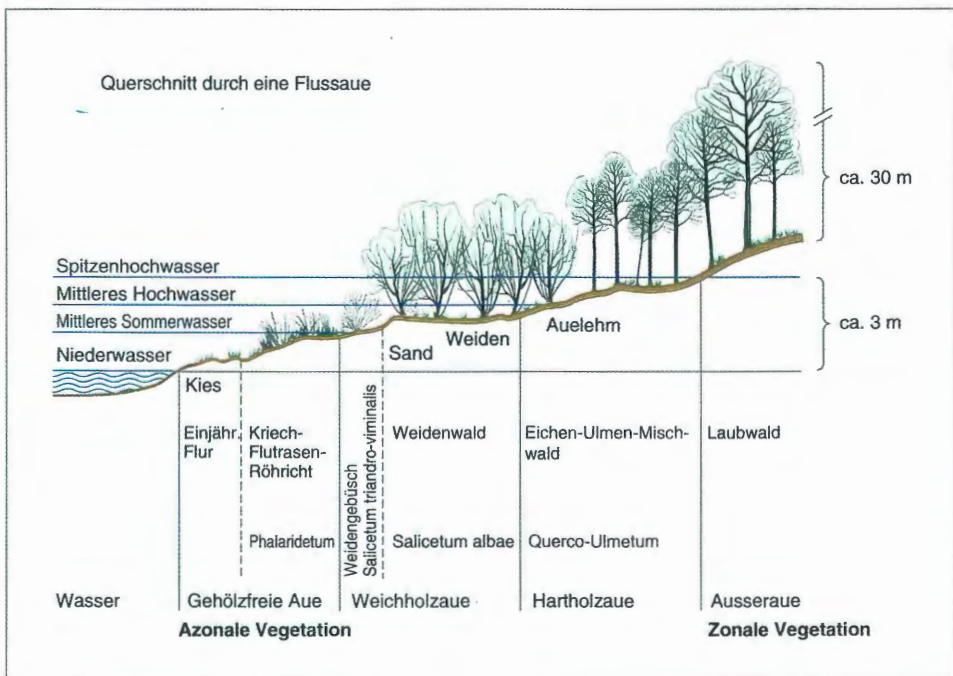 Querschnitt durch eine Flussaue
ca. 30 m
Spitzenhochwasser
Mittleres Hochwasser
Mittleres Sommerwasser
Niederwasser
ca. 3 m
Weiden
Auelehm
Sand
Kies
Einjähr.
Flur
Kriech-
Flutrasen-
Röhricht
Phalaridetum
Weidengebüsch
Salicetum triandro-viminalis
Weidenwald
Salicetum albae
Eichen-Ulmen-Misch-
wald
Querco-Ulmetum
Laubwald
Wasser
Gehölzfreie Aue
Weichholzaue
Hartholzaue
Ausseraue
Azonale Vegetation
Zonale Vegetation